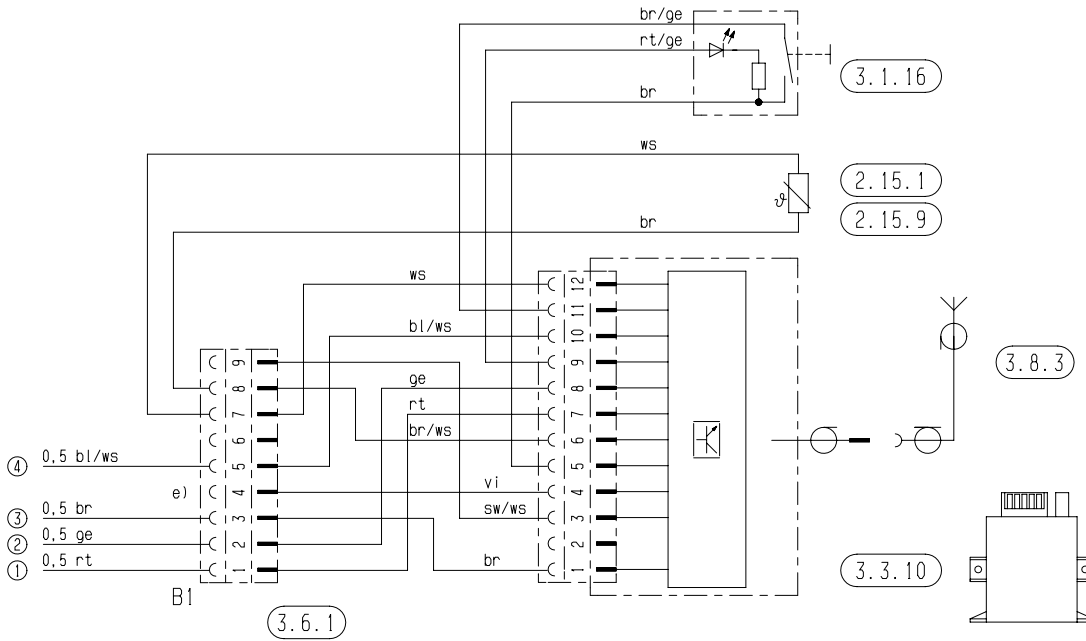 br/ge
rt/ge
3.1.16
br
ws
2.15.1
ϑ
2.15.9
br
ws
12
11
bl/ws
10
9
9
3.8.3
8
ge
8
7
rt
7
6
br/ws
6
④ 0,5 bl/ws
5
5
e)
4
vi
4
③ 0,5 br
3
sw/ws
3
② 0,5 ge
2
2
① 0,5 rt
1
br
1
3.3.10
B1
3.6.1